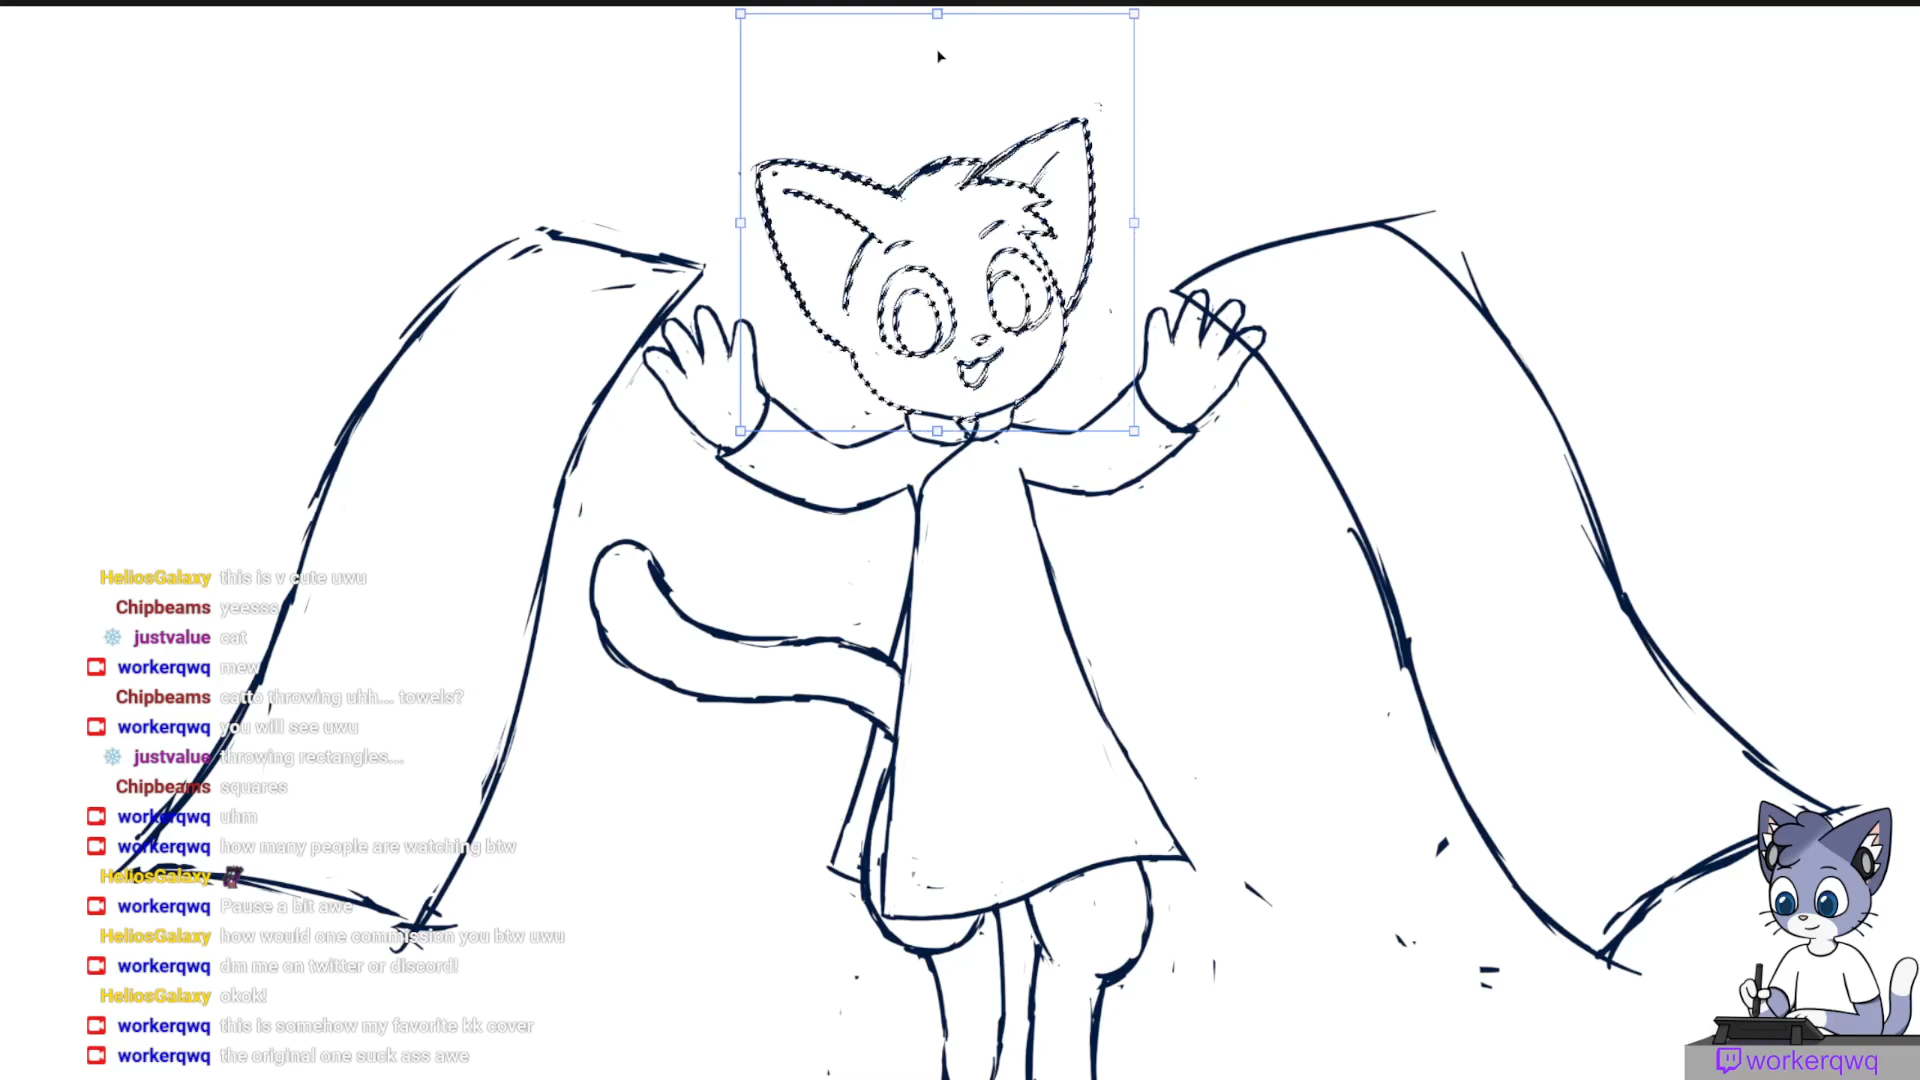 HeliosGalaxy this is v cute uwu
Chipbeams yeesss
justvalue cat
workerqwq mew
Chipbeams catto throwing uhh.... towels?
workerqwq you will see uwu
justvalue throwing rectangles...
Chipbeams squares
workerqwq uhm
workerqwq how many people are watching btw
HeliosGalaxy
workerqwq Pause a bit awe
HeliosGalaxy how would one commission you btw uwu
workerqwq dm me on twitter or discord!
HeliosGalaxy okok!
workerqwq this is somehow my favorite kk cover
workerqwq the original one suck ass awe
workerqwq